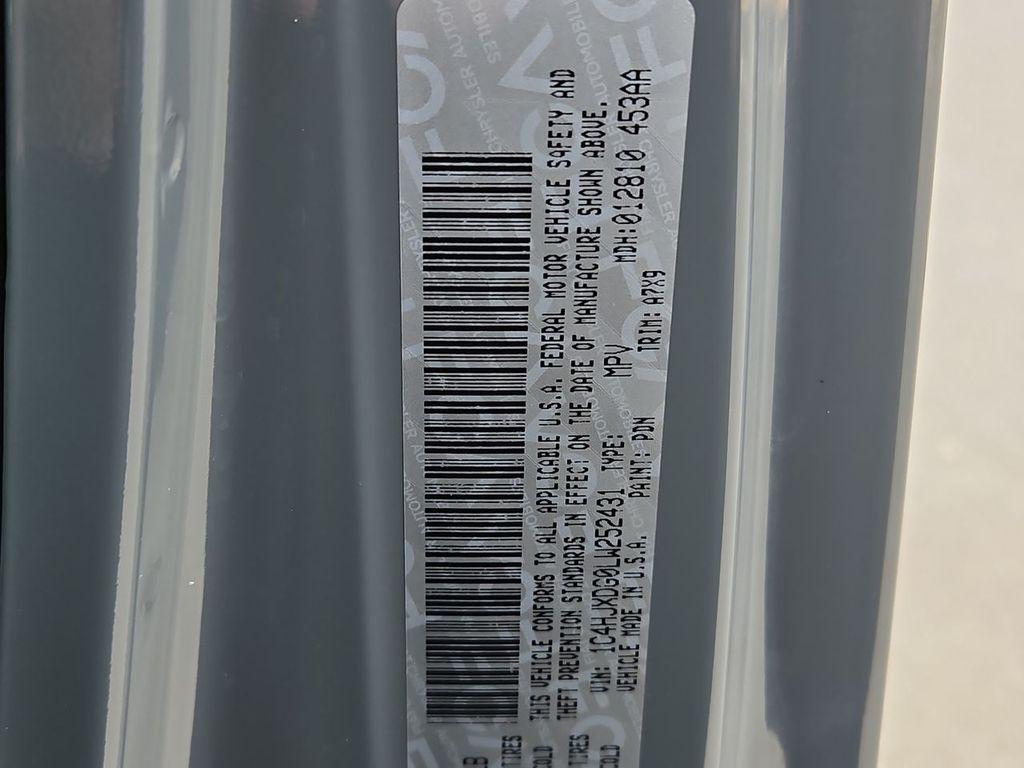 THIS VEHICLE CONFORMS TO ALL APPLICABLE U.S.A. FEDERAL MOTOR VEHICLE SAFETY AND
THEFT PREVENTION STANDARDS IN EFFECT ON THE DATE OF MANUFACTURE SHOWN ABOVE.
VIN: 1C4HJXDG0LW252431 TYPE: MPV MDH:012810 453AA
VEHICLE MADE IN U.S.A. PAINT: PDN TRIM: A7X9
TIRES
COLD
TIRES
COLD